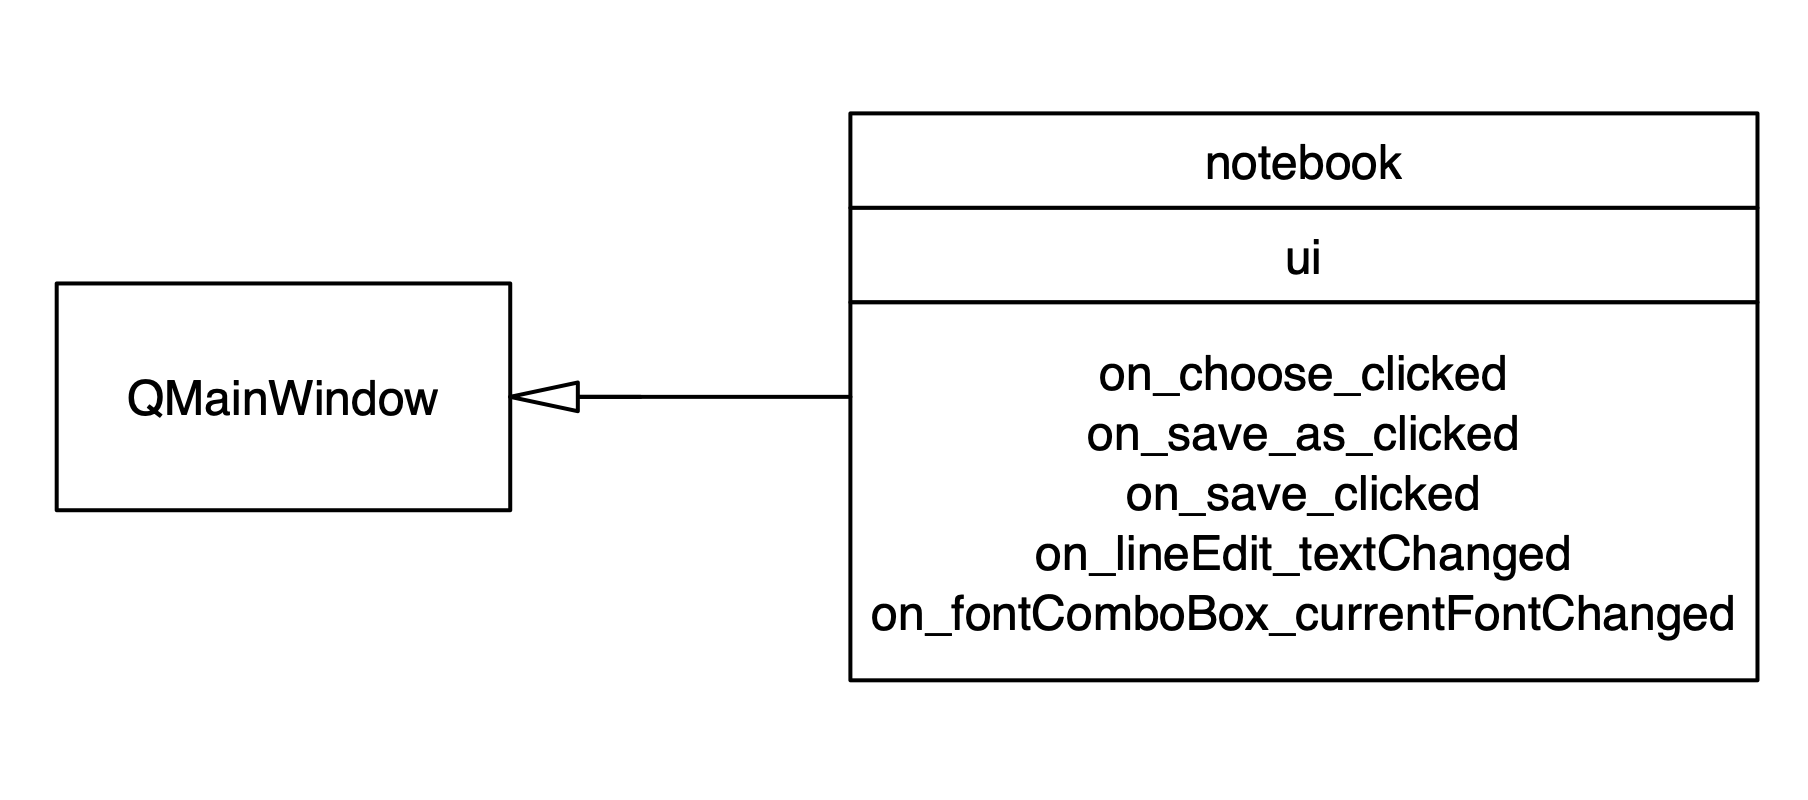 QMainWindow
notebook
ui
on_choose_clicked
on_save_as_clicked
on_save_clicked
on_lineEdit_textChanged
on_fontComboBox_currentFontChanged